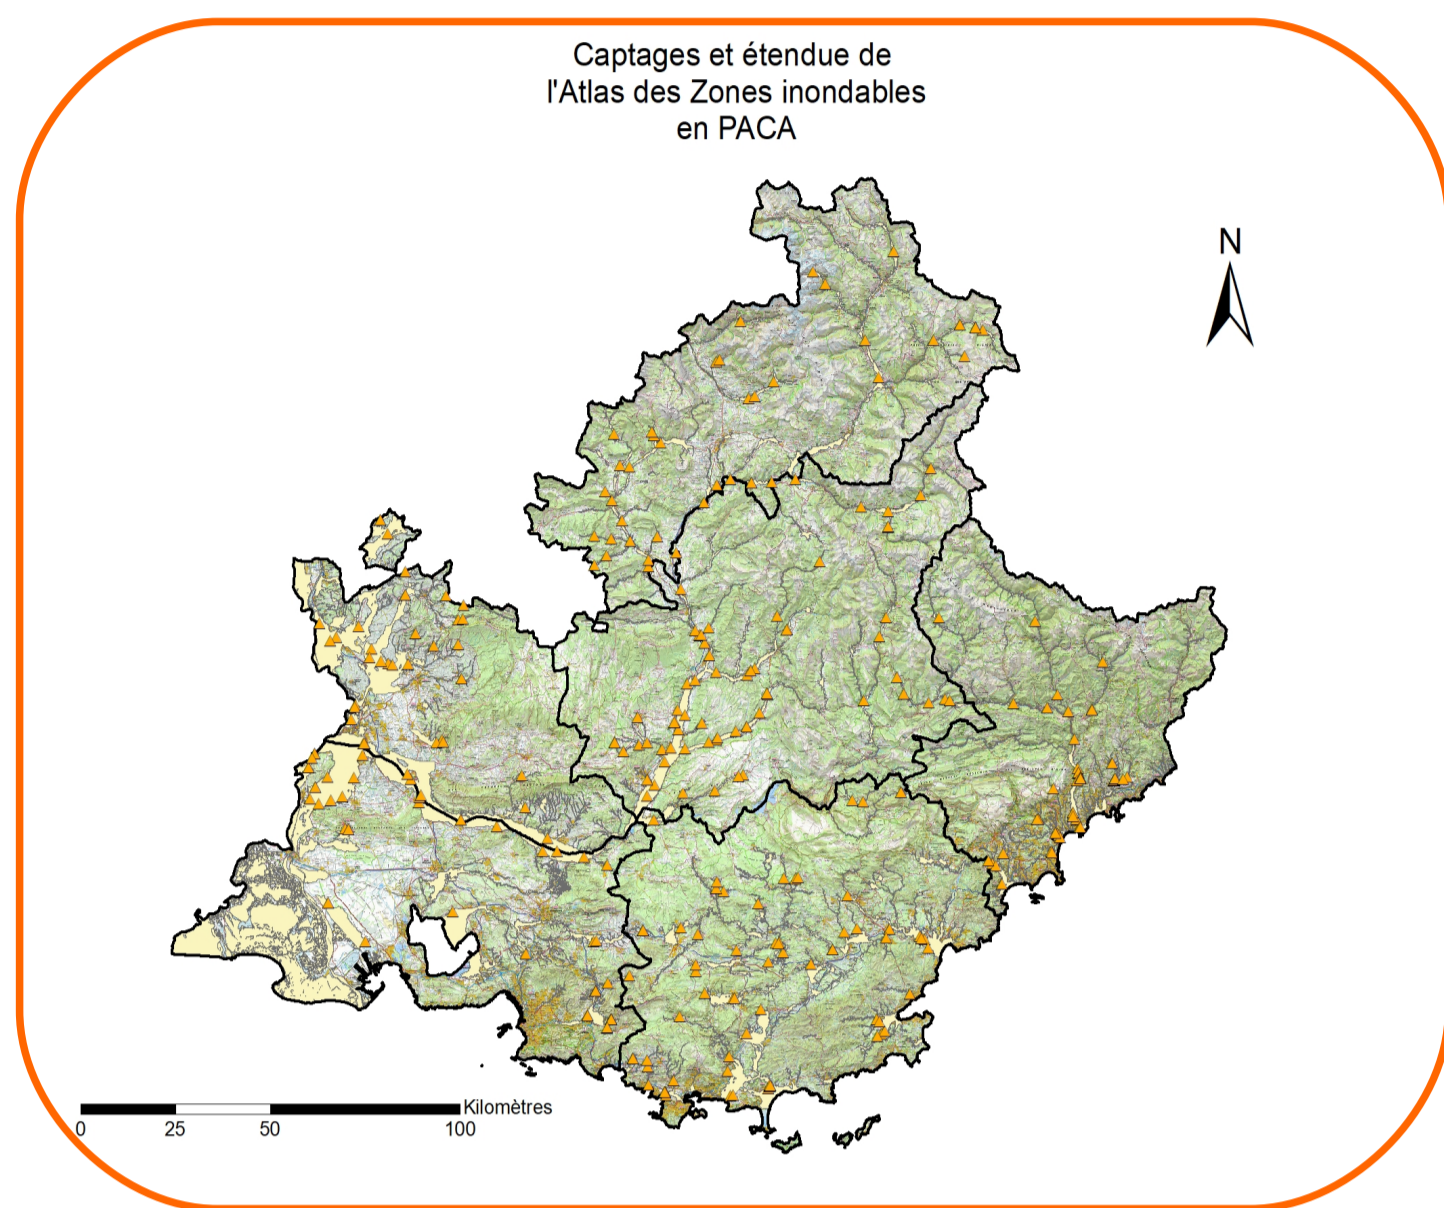 Captages et étendue de
l'Atlas des Zones inondables
en PACA
N
Kilomètres
0 25 50 100